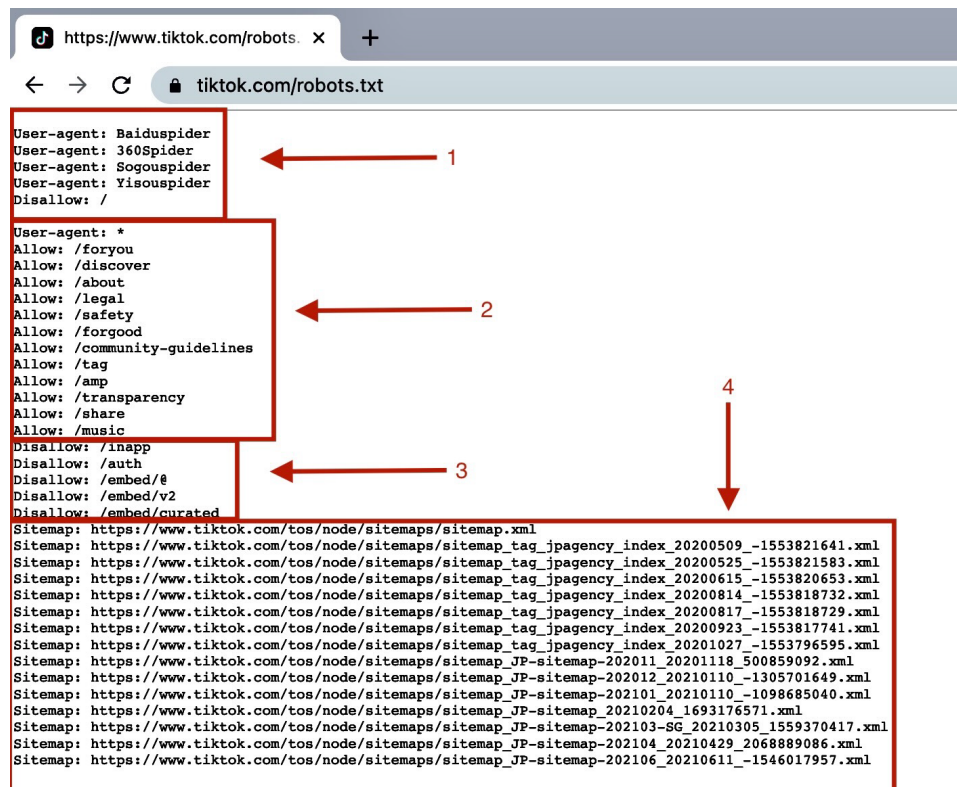 https://www.tiktok.com/robots.
tiktok.com/robots.txt
User-agent: Baiduspider
User-agent: 360Spider
User-agent: Sogouspider
User-agent: Yisouspider
Disallow: /
1
User-agent: *
Allow: /foryou
Allow: /discover
Allow: /about
Allow: /legal
Allow: /safety
Allow: /forgood
Allow: /community-guidelines
Allow: /tag
Allow: /amp
Allow: /transparency
Allow: /share
Allow: /music
2
Disallow: /inapp
Disallow: /auth
Disallow: /embed/@
Disallow: /embed/v2
Disallow: /embed/curated
3
4
Sitemap: https://www.tiktok.com/tos/node/sitemaps/sitemap.xml
Sitemap: https://www.tiktok.com/tos/node/sitemaps/sitemap_tag_jpagency_index_20200509_-1553821641.xml
Sitemap: https://www.tiktok.com/tos/node/sitemaps/sitemap_tag_jpagency_index_20200525_-1553821583.xml
Sitemap: https://www.tiktok.com/tos/node/sitemaps/sitemap_tag_jpagency_index_20200615_-1553820653.xml
Sitemap: https://www.tiktok.com/tos/node/sitemaps/sitemap_tag_jpagency_index_20200814_-1553818732.xml
Sitemap: https://www.tiktok.com/tos/node/sitemaps/sitemap_tag_jpagency_index_20200817_-1553818729.xml
Sitemap: https://www.tiktok.com/tos/node/sitemaps/sitemap_tag_jpagency_index_20200923_-1553817741.xml
Sitemap: https://www.tiktok.com/tos/node/sitemaps/sitemap_tag_jpagency_index_20201027_-1553796595.xml
Sitemap: https://www.tiktok.com/tos/node/sitemaps/sitemap_JP-sitemap-202011_20201118_500859092.xml
Sitemap: https://www.tiktok.com/tos/node/sitemaps/sitemap_JP-sitemap-202012_20210110_-1305701649.xml
Sitemap: https://www.tiktok.com/tos/node/sitemaps/sitemap_JP-sitemap-202101_20210110_-1098685040.xml
Sitemap: https://www.tiktok.com/tos/node/sitemaps/sitemap_JP-sitemap_20210204_1693176571.xml
Sitemap: https://www.tiktok.com/tos/node/sitemaps/sitemap_JP-sitemap-202103-SG_20210305_1559370417.xml
Sitemap: https://www.tiktok.com/tos/node/sitemaps/sitemap_JP-sitemap-202104_20210429_2068889086.xml
Sitemap: https://www.tiktok.com/tos/node/sitemaps/sitemap_JP-sitemap-202106_20210611_-1546017957.xml